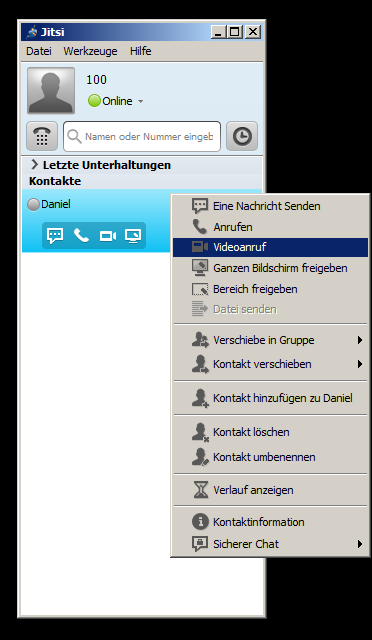 Jitsi
Datei Werkzeuge Hilfe
100
Online
Namen oder Nummer eingeb
Letzte Unterhaltungen
Kontakte
Daniel
Eine Nachricht Senden
Anrufen
Videoanruf
Ganzen Bildschirm freigeben
Bereich freigeben
Datei senden
Verschiebe in Gruppe
Kontakt verschieben
Kontakt hinzufügen zu Daniel
Kontakt löschen
Kontakt umbenennen
Verlauf anzeigen
Kontaktinformation
Sicherer Chat